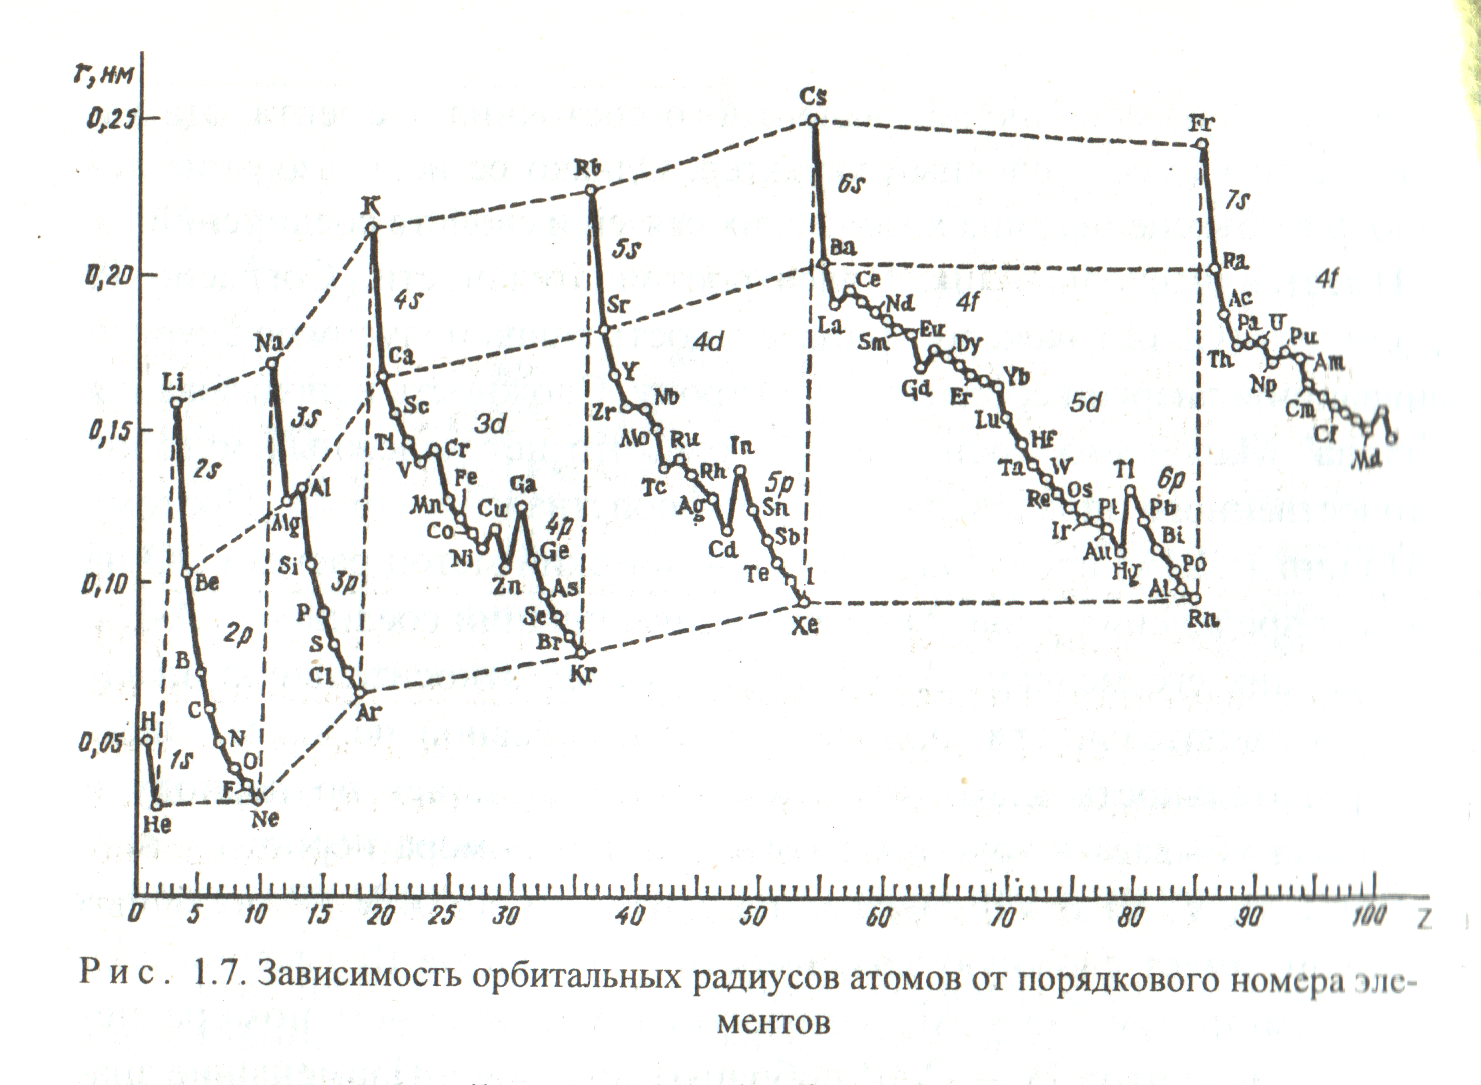 r, нм
0,25
0,20
0,15
0,10
0,05
H
He
1s
Li
Be
2s
B
C
N
O
F
Ne
2p
Na
Mg
3s
Al
Si
P
S
Cl
Ar
3p
K
Ca
4s
Sc
Ti
V
Cr
Mn
Fe
Co
Ni
Cu
Zn
3d
Ga
Ge
As
Se
Br
Kr
4p
Rb
Sr
5s
Y
Zr
Nb
Mo
Tc
Ru
Rh
Ag
Cd
4d
In
Sn
Sb
Te
I
Xe
5p
Cs
Ba
6s
La
Ce
Nd
Sm
Eu
Gd
Dy
Er
Yb
4f
Lu
Hf
Ta
W
Re
Os
Ir
Pt
Au
Hg
5d
Tl
Pb
Bi
Po
At
Rn
6p
Fr
Ra
7s
Ac
Th
Pa
U
Np
Pu
Am
Cm
Cf
Md
4f
0 5 10 15 20 30 40 50 60 70 80 90 100 Z
Рис. 1.7. Зависимость орбитальных радиусов атомов от порядкового номера эле-
ментов